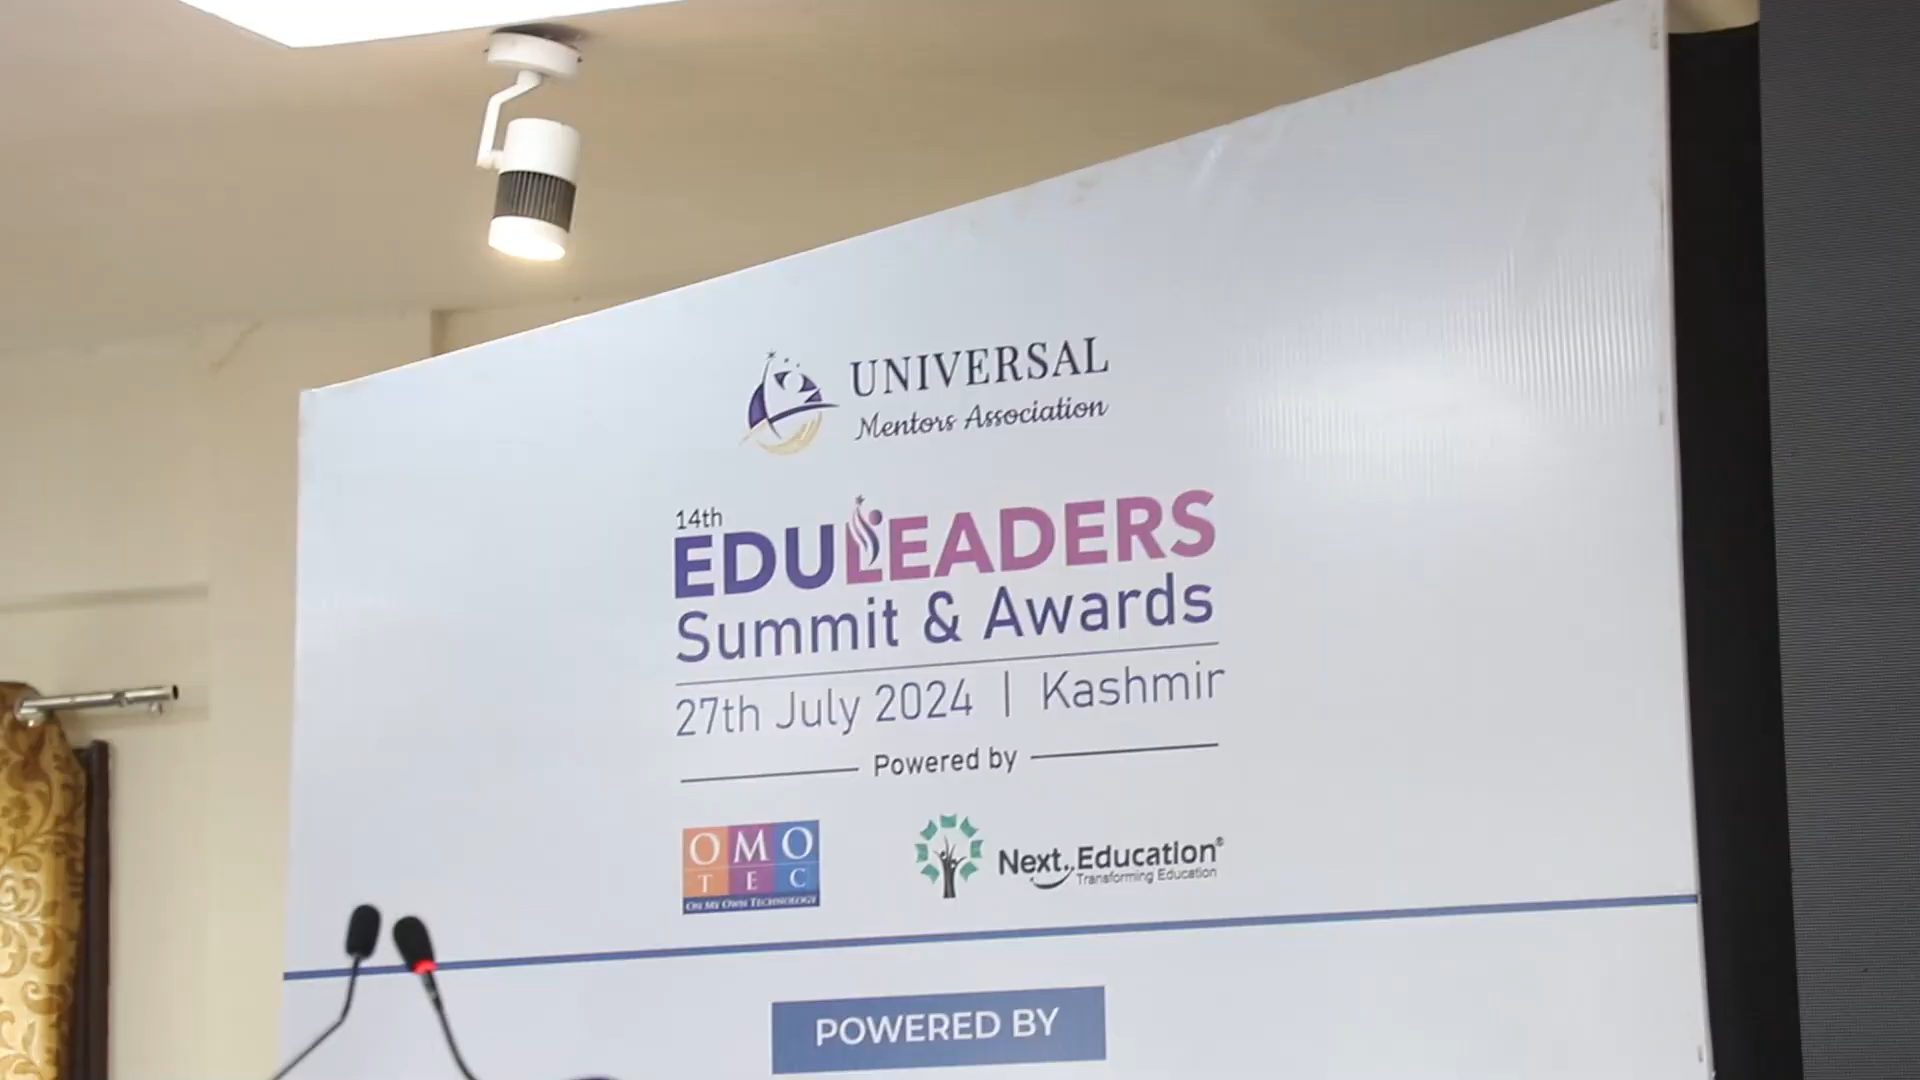 UNIVERSAL
Mentors Association
14th
EDULEADERS
Summit & Awards
27th July 2024 | Kashmir
Powered by
OMO
TEC
ON MY OWN TECHNOLOGY
Next Education®
Transforming Education
POWERED BY